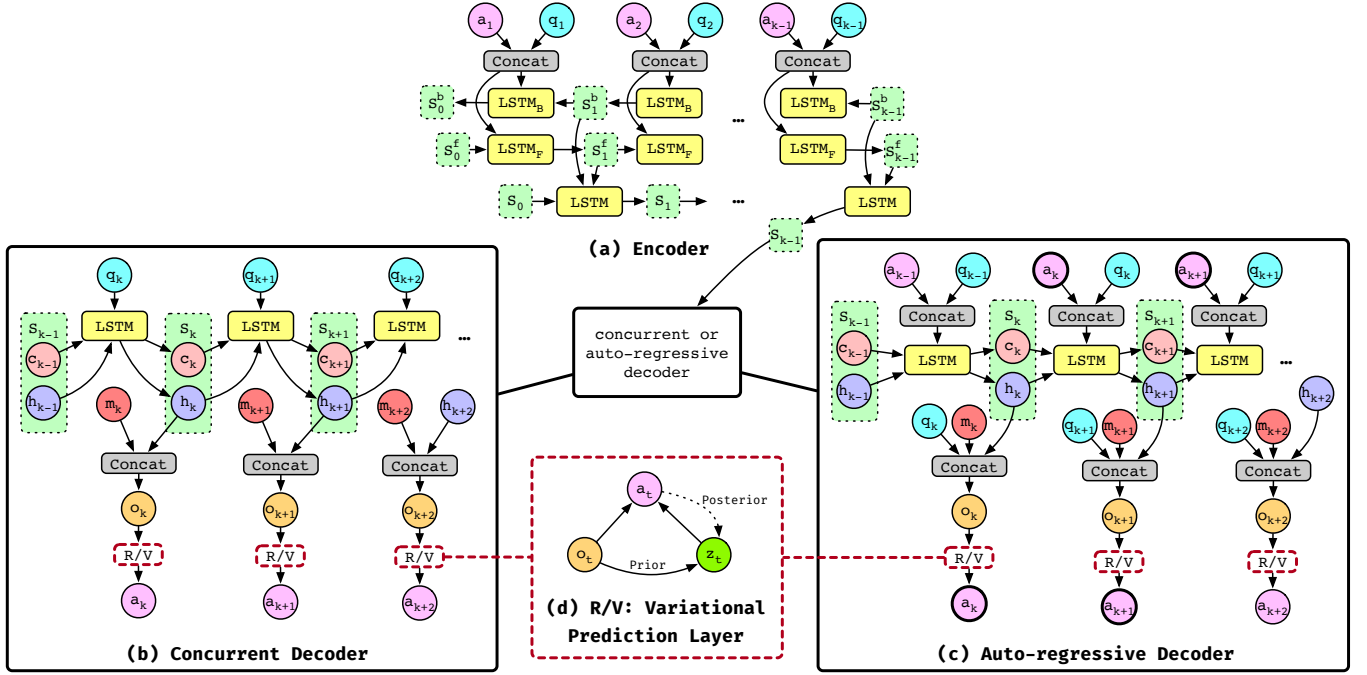 a₁ q₁ a₂ q₂ aₖ₋₁ qₖ₋₁
Concat Concat Concat
S₀ᵇ LSTM_B S₁ᵇ LSTM_B ... LSTM_B Sₖ₋₁ᵇ
S₀ᶠ LSTM_F S₁ᶠ LSTM_F LSTM_F Sₖ₋₁ᶠ
S₀ LSTM S₁ ... LSTM
Sₖ₋₁
(a) Encoder
qₖ qₖ₊₁ qₖ₊₂
Sₖ₋₁ LSTM Sₖ LSTM Sₖ₊₁ LSTM
cₖ₋₁ cₖ cₖ₊₁ ...
hₖ₋₁ mₖ hₖ mₖ₊₁ hₖ₊₁ mₖ₊₂ hₖ₊₂
Concat Concat Concat
oₖ oₖ₊₁ oₖ₊₂
R/V R/V R/V
aₖ aₖ₊₁ aₖ₊₂
(b) Concurrent Decoder
concurrent or
auto-regressive
decoder
aₜ
Posterior
oₜ zₜ
Prior
(d) R/V: Variational
Prediction Layer
aₖ₋₁ qₖ₋₁ aₖ qₖ aₖ₊₁ qₖ₊₁
Sₖ₋₁ Concat Sₖ Concat Sₖ₊₁ Concat
cₖ₋₁ LSTM cₖ LSTM cₖ₊₁ LSTM ...
hₖ₋₁ hₖ hₖ₊₁ hₖ₊₂
qₖ mₖ qₖ₊₁ mₖ₊₁ qₖ₊₂ mₖ₊₂
Concat Concat Concat
oₖ oₖ₊₁ oₖ₊₂
R/V R/V R/V
aₖ aₖ₊₁ aₖ₊₂
(c) Auto-regressive Decoder